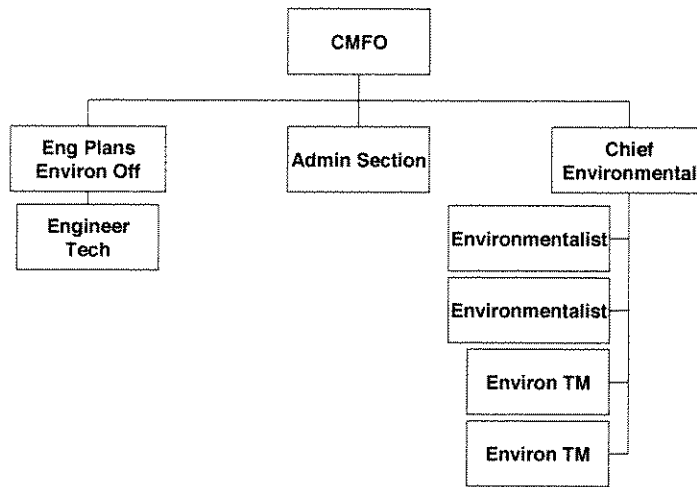 CMFO
Eng Plans
Environ Off
Admin Section
Chief
Environmental
Engineer
Tech
Environmentalist
Environmentalist
Environ TM
Environ TM